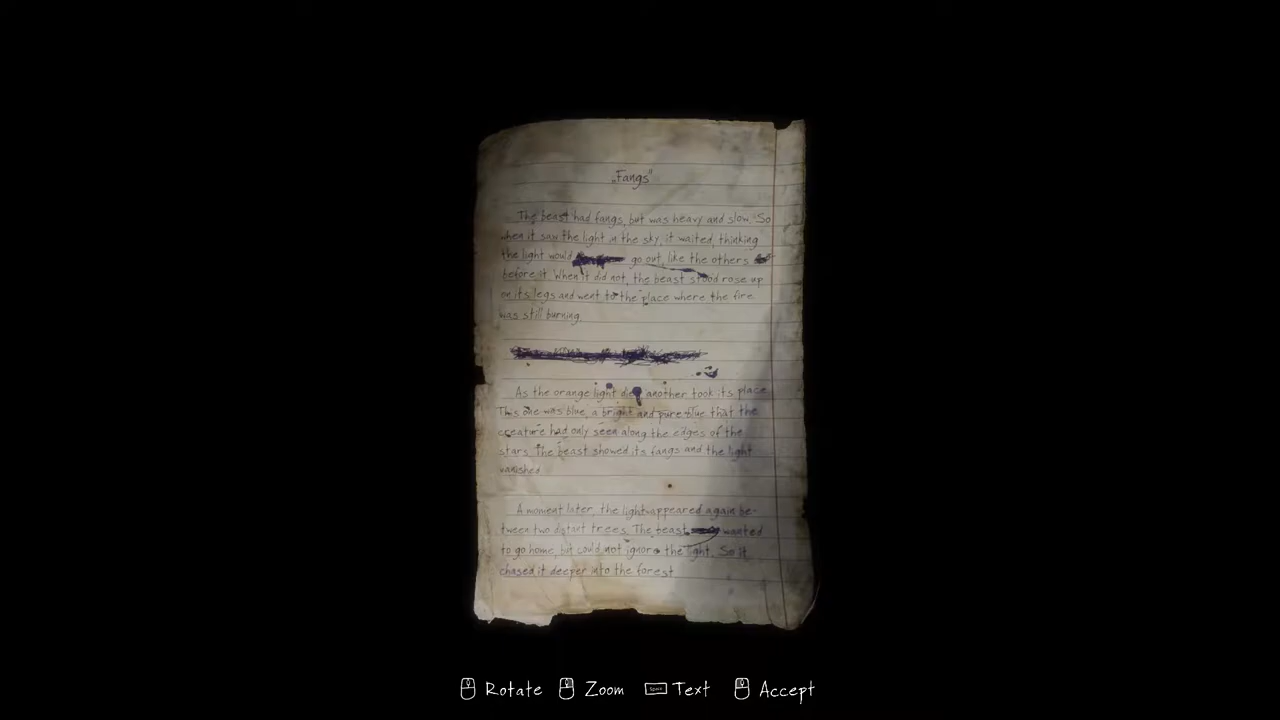 „Fangs"
The beast had fangs, but was heavy and slow. So
when it saw the light in the sky, it waited, thinking
the light would go out, like the others
before it. When it did not, the beast stood rose up
on its legs and went to the place where the fire
was still burning.
As the orange light died another took its place.
This one was blue, a bright and pure blue that the
creature had only seen along the edges of the
stars. The beast showed its fangs and the light
vanished.
A moment later, the light appeared again be-
tween two distant trees. The beast wanted
to go home, but could not ignore the light. So it
chased it deeper into the forest
Rotate Zoom Space Text Accept